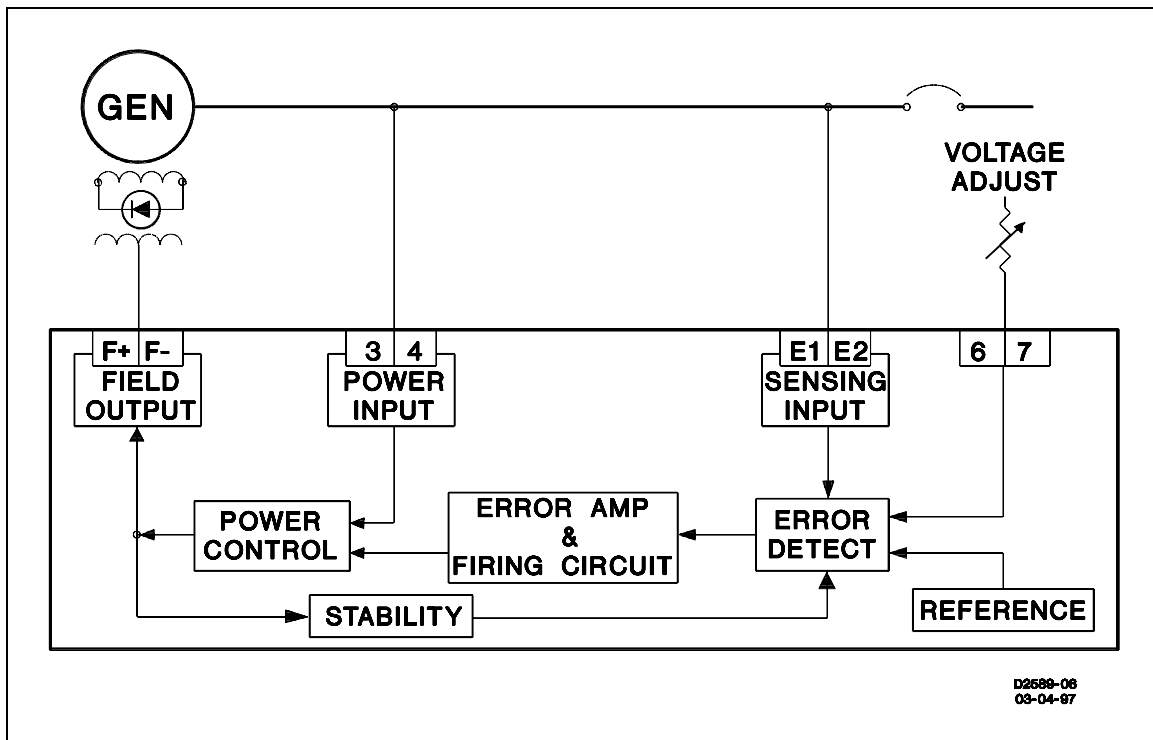 GEN
VOLTAGE
ADJUST
F+ F-
FIELD
OUTPUT
3 4
POWER
INPUT
E1 E2
SENSING
INPUT
6 7
POWER
CONTROL
ERROR AMP
&
FIRING CIRCUIT
ERROR
DETECT
STABILITY
REFERENCE
D2589-06
03-04-97